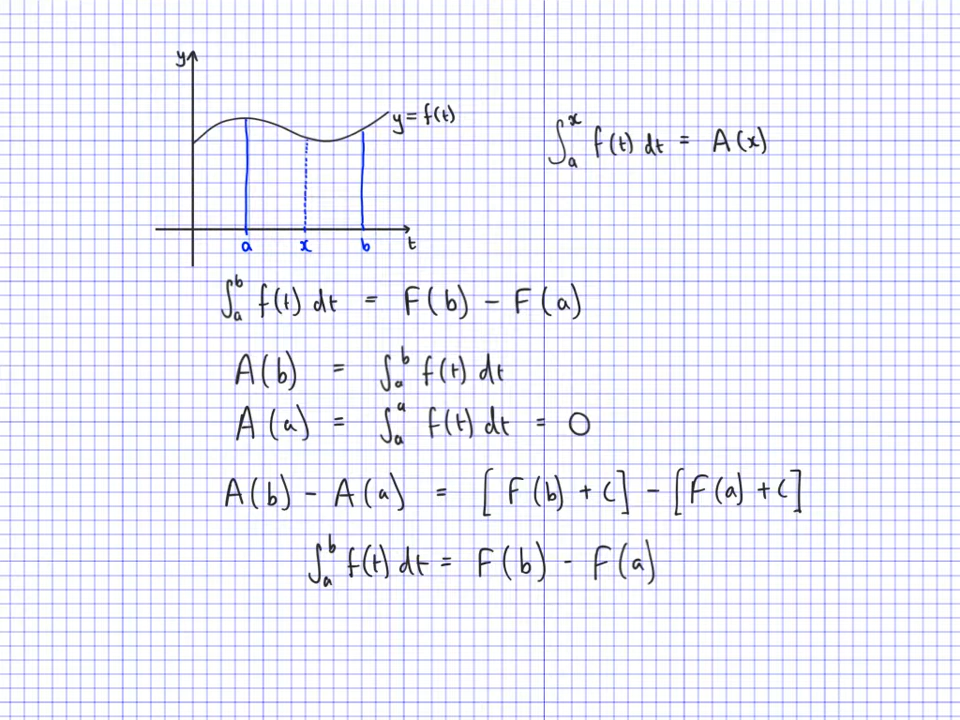 y
y = f(t)
a x b t
∫ₐˣ f(t) dt = A(x)
∫ₐᵇ f(t) dt = F(b) - F(a)
A(b) = ∫ₐᵇ f(t) dt
A(a) = ∫ₐᵃ f(t) dt = 0
A(b) - A(a) = [F(b) + C] - [F(a) + C]
∫ₐᵇ f(t) dt = F(b) - F(a)